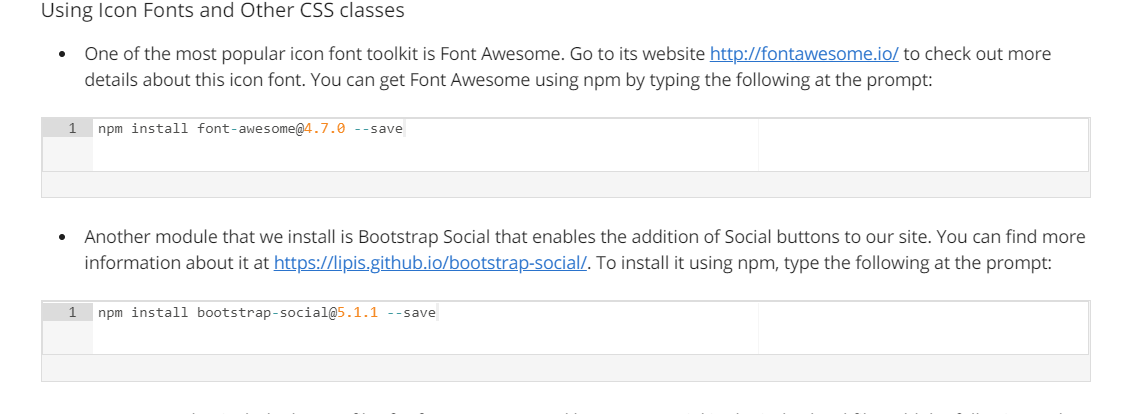 Using Icon Fonts and Other CSS classes
• One of the most popular icon font toolkit is Font Awesome. Go to its website http://fontawesome.io/ to check out more
details about this icon font. You can get Font Awesome using npm by typing the following at the prompt:
1 npm install font-awesome@4.7.0 --save
• Another module that we install is Bootstrap Social that enables the addition of Social buttons to our site. You can find more
information about it at https://lipis.github.io/bootstrap-social/. To install it using npm, type the following at the prompt:
1 npm install bootstrap-social@5.1.1 --save